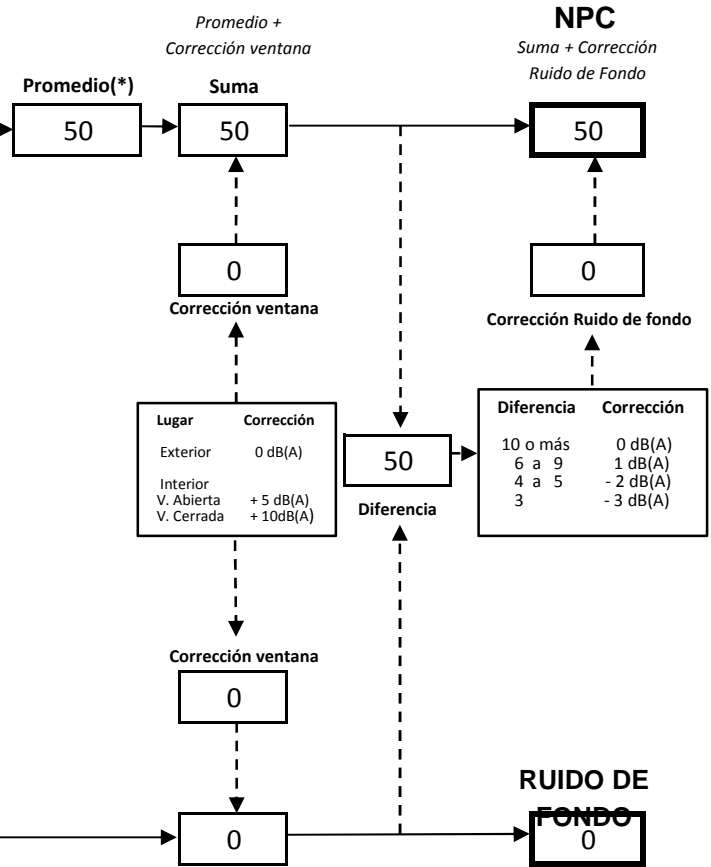 Promedio +
Corrección ventana
NPC
Suma + Corrección
Ruido de Fondo
Promedio(*)
Suma
50
50
50
0
0
Corrección ventana
Corrección Ruido de fondo
Lugar Corrección
Exterior 0 dB(A)
Interior
V. Abierta + 5 dB(A)
V. Cerrada + 10dB(A)
50
Diferencia
Diferencia Corrección
10 o más 0 dB(A)
6 a 9 1 dB(A)
4 a 5 - 2 dB(A)
3 - 3 dB(A)
Corrección ventana
0
RUIDO DE
FONDO
0
0